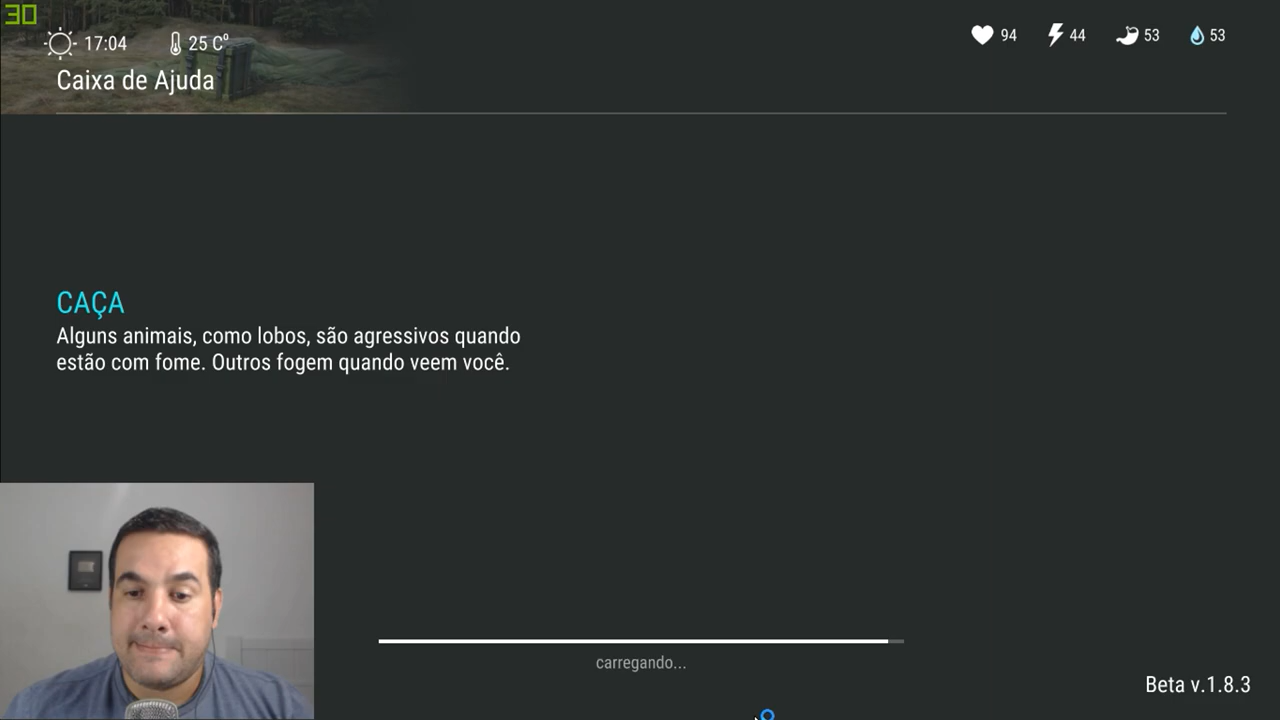 30
17:04 25 Cº
94 44 53 53
Caixa de Ajuda
CAÇA
Alguns animais, como lobos, são agressivos quando
estão com fome. Outros fogem quando veem você.
carregando...
Beta v.1.8.3